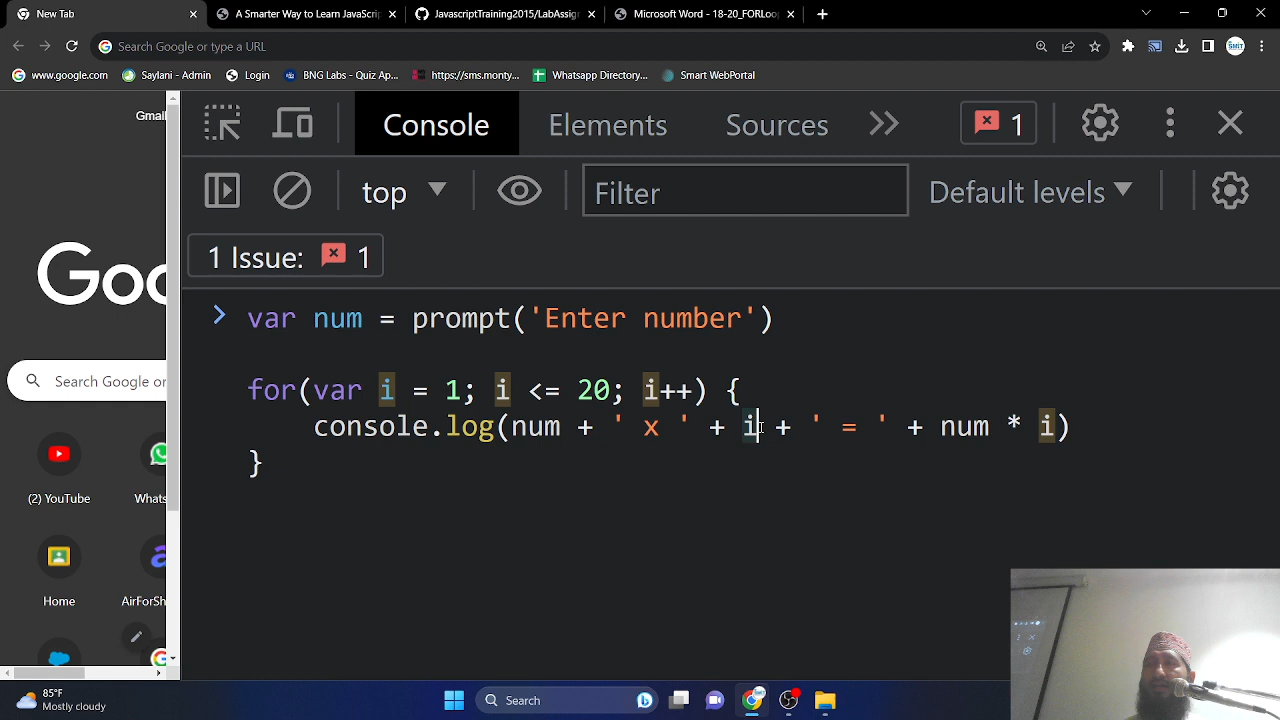 New Tab
A Smarter Way to Learn JavaScri
JavascriptTraining2015/LabAssig
Microsoft Word - 18-20_FORLoo
Search Google or type a URL
www.google.com
Saylani - Admin
Login
BNG Labs - Quiz Ap...
https://sms.monty...
Whatsapp Directory...
Smart WebPortal
Gmai
Console
Elements
Sources
1
top
Filter
Default levels
1 Issue: 1
var num = prompt('Enter number')
for(var i = 1; i <= 20; i++) {
console.log(num + ' x ' + i + ' = ' + num * i)
}
Goo
Search Google or
(2) YouTube
Whats
Home
AirForSh
85°F
Mostly cloudy
Search